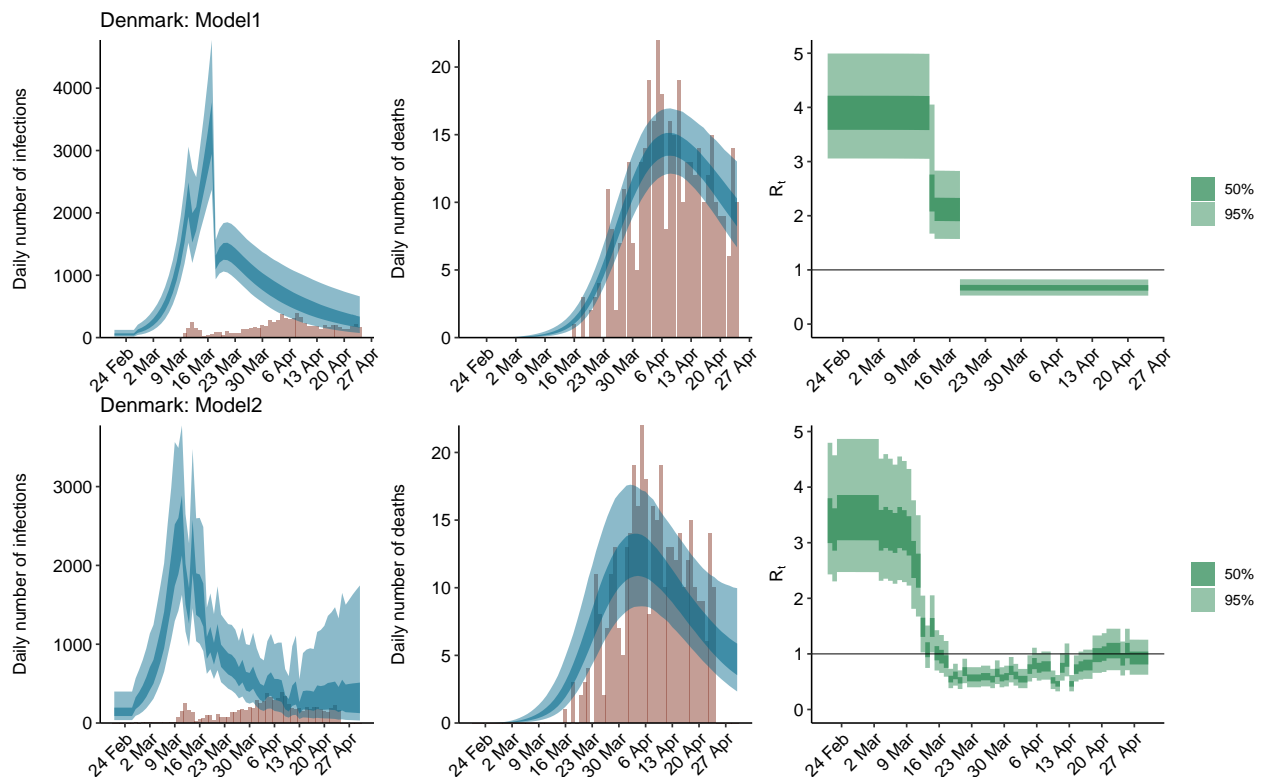 Denmark: Model1
Daily number of infections
0
1000
2000
3000
4000
24 Feb
2 Mar
9 Mar
16 Mar
23 Mar
30 Mar
6 Apr
13 Apr
20 Apr
27 Apr
Daily number of deaths
0
5
10
15
20
24 Feb
2 Mar
9 Mar
16 Mar
23 Mar
30 Mar
6 Apr
13 Apr
20 Apr
27 Apr
Rt
0
1
2
3
4
5
24 Feb
2 Mar
9 Mar
16 Mar
23 Mar
30 Mar
6 Apr
13 Apr
20 Apr
27 Apr
50%
95%
Denmark: Model2
Daily number of infections
0
1000
2000
3000
24 Feb
2 Mar
9 Mar
16 Mar
23 Mar
30 Mar
6 Apr
13 Apr
20 Apr
27 Apr
Daily number of deaths
0
5
10
15
20
24 Feb
2 Mar
9 Mar
16 Mar
23 Mar
30 Mar
6 Apr
13 Apr
20 Apr
27 Apr
Rt
0
1
2
3
4
5
24 Feb
2 Mar
9 Mar
16 Mar
23 Mar
30 Mar
6 Apr
13 Apr
20 Apr
27 Apr
50%
95%